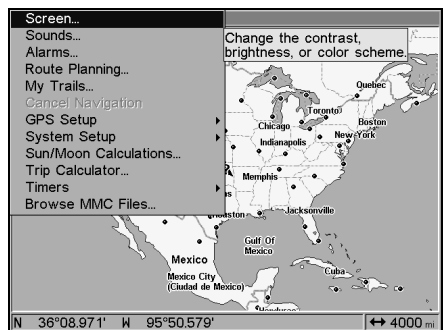 Screen...
Sounds...
Alarms...
Route Planning...
My Trails...
Cancel Navigation
GPS Setup
System Setup
Sun/Moon Calculations...
Trip Calculator...
Timers
Browse MMC Files...
Change the contrast,
brightness, or color scheme.
Quebec
Toronto
Boston
Chicago
New York
Indianapolis
Memphis
Houston
Jacksonville
Gulf Of
Mexico
Mexico
Cuba
Mexico City
(Ciudad de Mexico)
N 36°08.971' W 95°50.579' ↔ 4000 mi